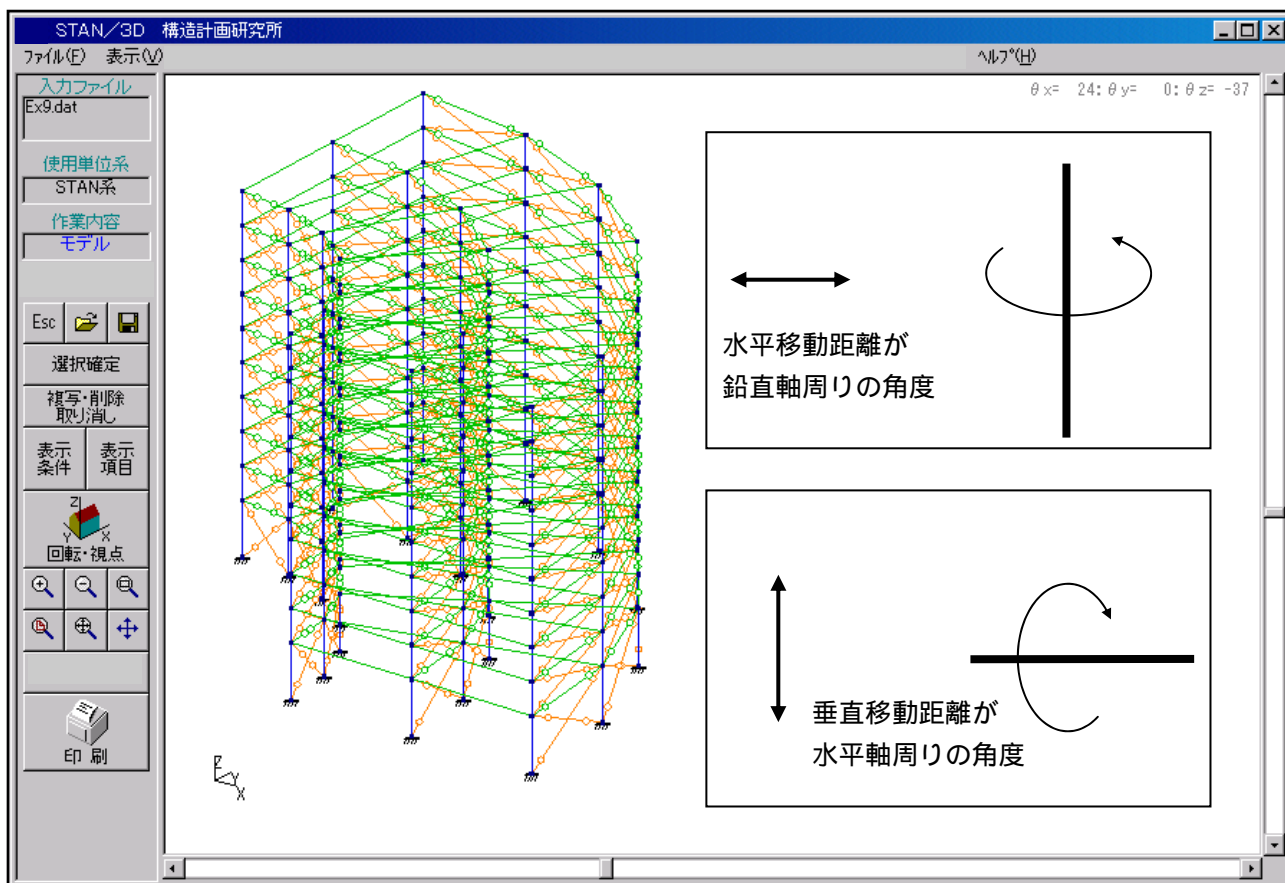 STAN／3D 構造計画研究所
ファイル(F) 表示(V) ヘルプ(H)
入力ファイル
Ex9.dat
使用単位系
STAN系
作業内容
モデル
Esc
選択確定
複写・削除
取り消し
表示
条件
表示
項目
Z
Y X
回転・視点
印 刷
θx= 24:θy= 0:θz= -37
水平移動距離が
鉛直軸周りの角度
垂直移動距離が
水平軸周りの角度
Z
Y
X